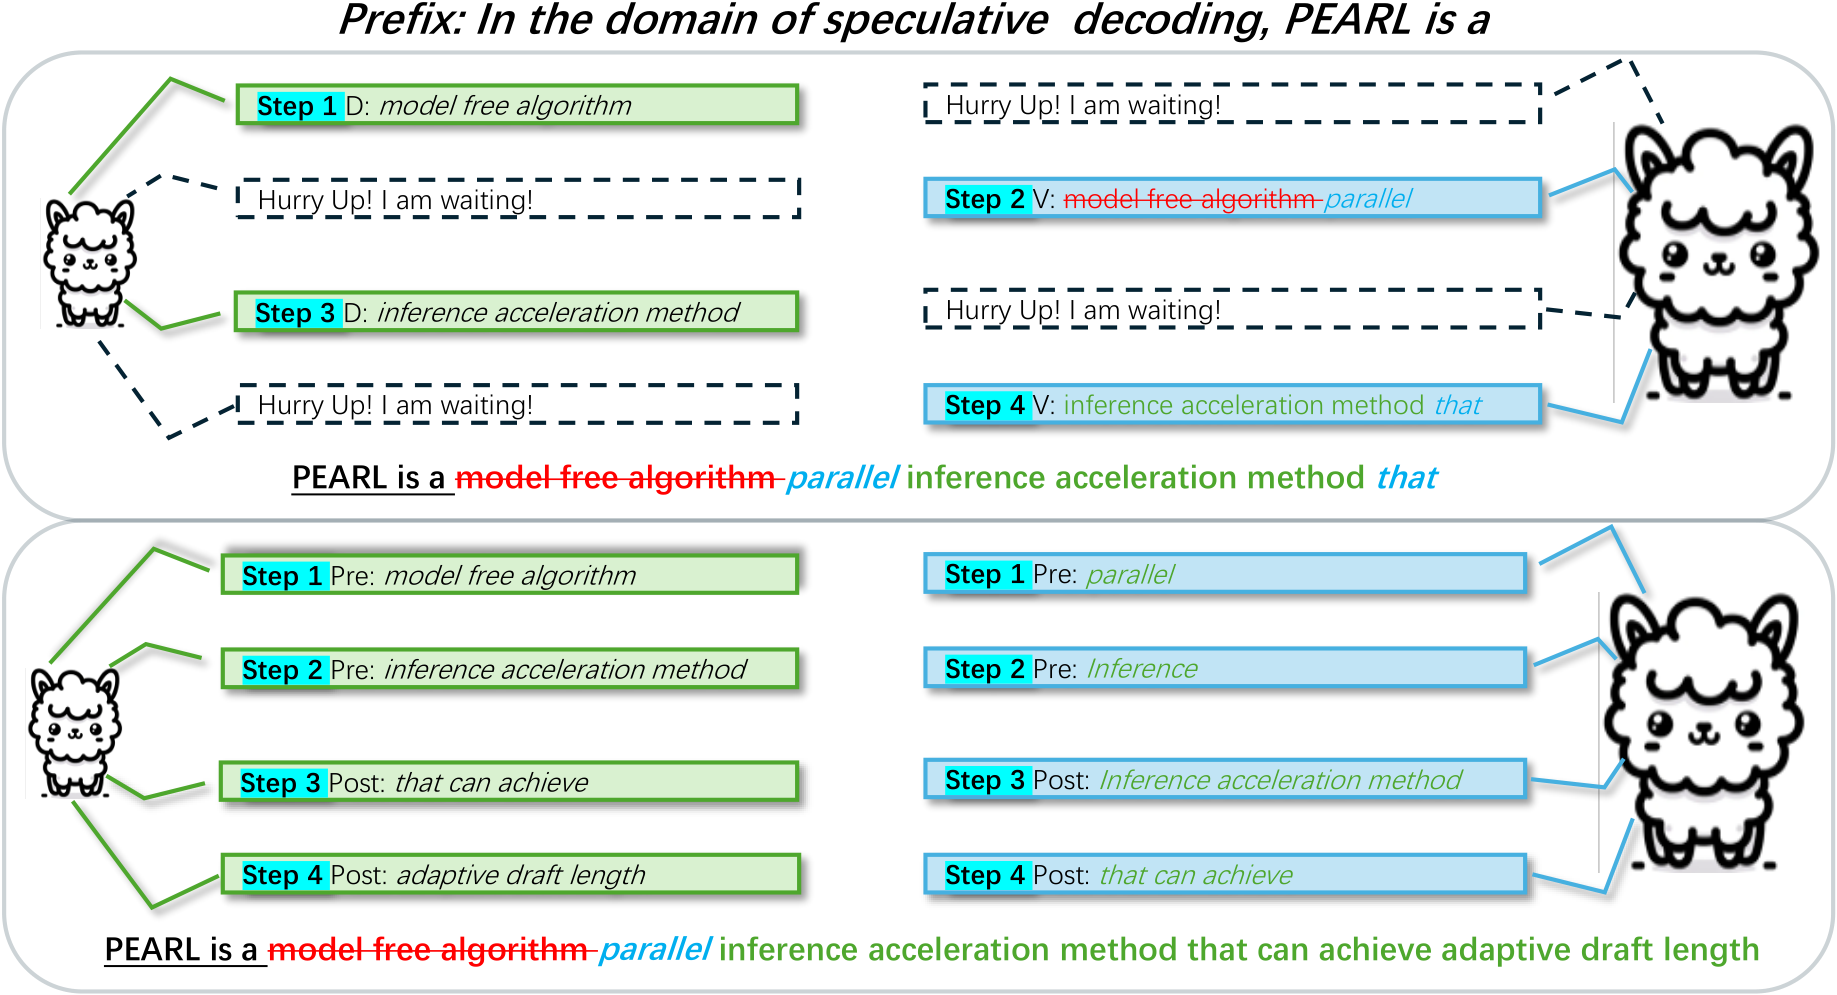 Prefix: In the domain of speculative decoding, PEARL is a
Step 1 D: model free algorithm
Hurry Up! I am waiting!
Hurry Up! I am waiting!
Step 2 V: model free algorithm parallel
Step 3 D: inference acceleration method
Hurry Up! I am waiting!
Hurry Up! I am waiting!
Step 4 V: inference acceleration method that
PEARL is a model free algorithm parallel inference acceleration method that
Step 1 Pre: model free algorithm
Step 1 Pre: parallel
Step 2 Pre: inference acceleration method
Step 2 Pre: Inference
Step 3 Post: that can achieve
Step 3 Post: Inference acceleration method
Step 4 Post: adaptive draft length
Step 4 Post: that can achieve
PEARL is a model free algorithm parallel inference acceleration method that can achieve adaptive draft length